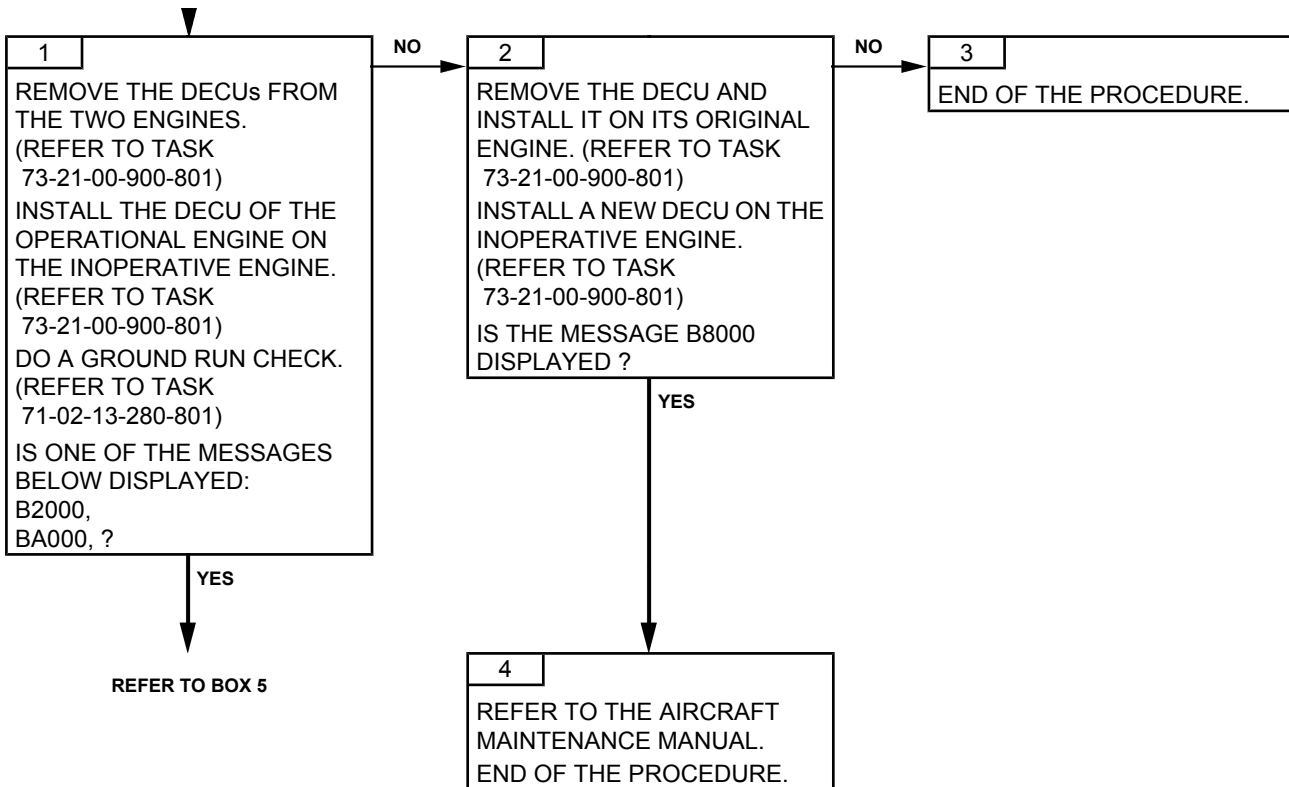 1
REMOVE THE DECUs FROM
THE TWO ENGINES.
(REFER TO TASK
73-21-00-900-801)
INSTALL THE DECU OF THE
OPERATIONAL ENGINE ON
THE INOPERATIVE ENGINE.
(REFER TO TASK
73-21-00-900-801)
DO A GROUND RUN CHECK.
(REFER TO TASK
71-02-13-280-801)
IS ONE OF THE MESSAGES
BELOW DISPLAYED:
B2000,
BA000, ?
NO
YES
REFER TO BOX 5
2
REMOVE THE DECU AND
INSTALL IT ON ITS ORIGINAL
ENGINE. (REFER TO TASK
73-21-00-900-801)
INSTALL A NEW DECU ON THE
INOPERATIVE ENGINE.
(REFER TO TASK
73-21-00-900-801)
IS THE MESSAGE B8000
DISPLAYED ?
NO
YES
3
END OF THE PROCEDURE.
4
REFER TO THE AIRCRAFT
MAINTENANCE MANUAL.
END OF THE PROCEDURE.